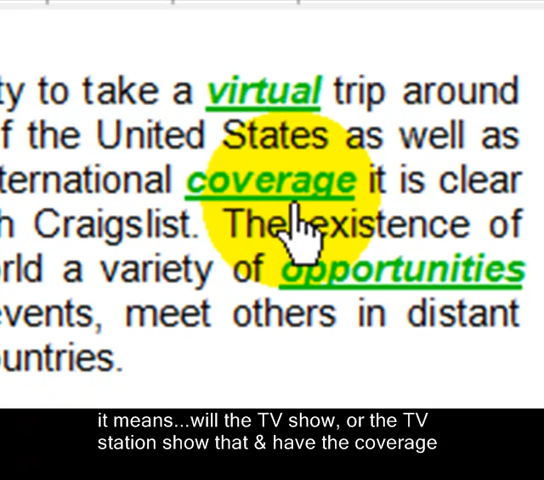 ty to take a virtual trip around
f the United States as well as
ternational coverage it is clear
h Craigslist. The existence of
rld a variety of opportunities
events, meet others in distant
ountries.
it means...will the TV show, or the TV
station show that & have the coverage